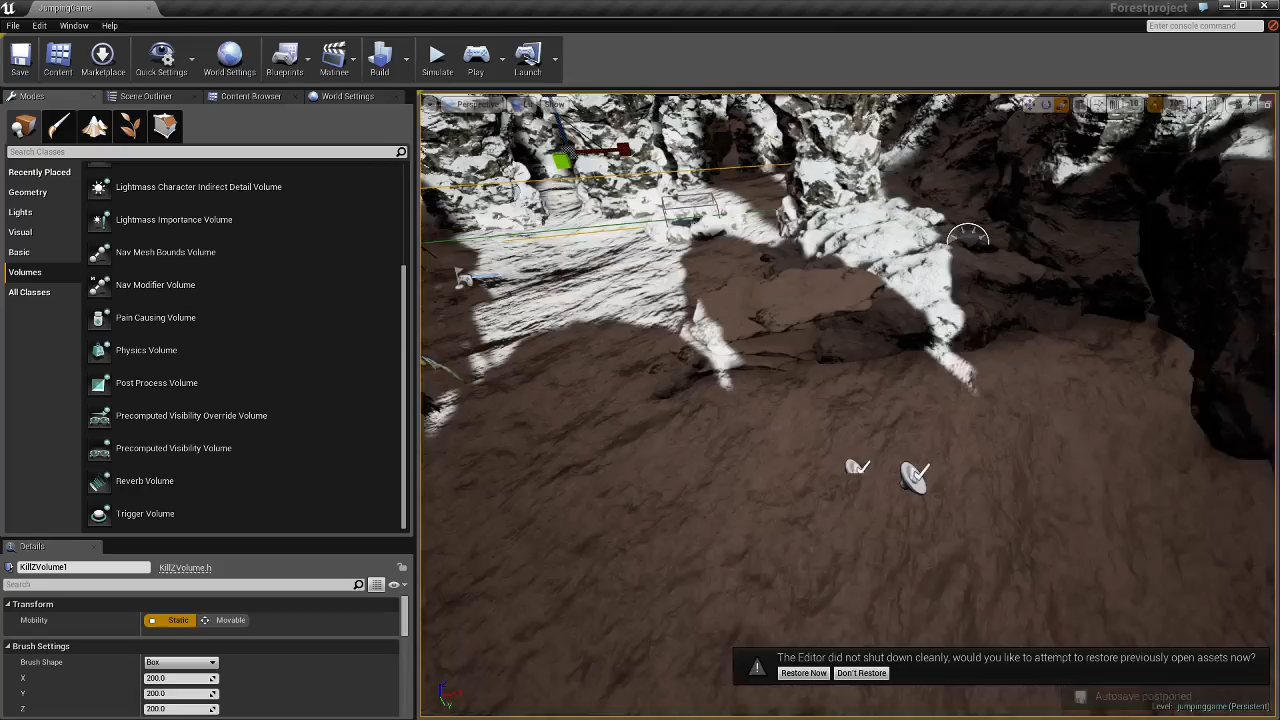 JumpingGame
Forestproject
File Edit Window Help
Enter console command
Save Content Marketplace Quick Settings World Settings Blueprints Matinee Build Simulate Play Launch
Modes Scene Outliner Content Browser World Settings
Perspective Show
Search Classes
Recently Placed
Geometry
Lights
Visual
Basic
Volumes
All Classes
Lightmass Character Indirect Detail Volume
Lightmass Importance Volume
Nav Mesh Bounds Volume
Nav Modifier Volume
Pain Causing Volume
Physics Volume
Post Process Volume
Precomputed Visibility Override Volume
Precomputed Visibility Volume
Reverb Volume
Trigger Volume
Details
KillZVolume1 KillZVolume.h
Search
Transform
Mobility Static Movable
Brush Settings
Brush Shape Box
X 200.0
Y 200.0
Z 200.0
The Editor did not shut down cleanly, would you like to attempt to restore previously open assets now?
Restore Now Don't Restore
Autosave postponed
Level: jumpinggame (Persistent)